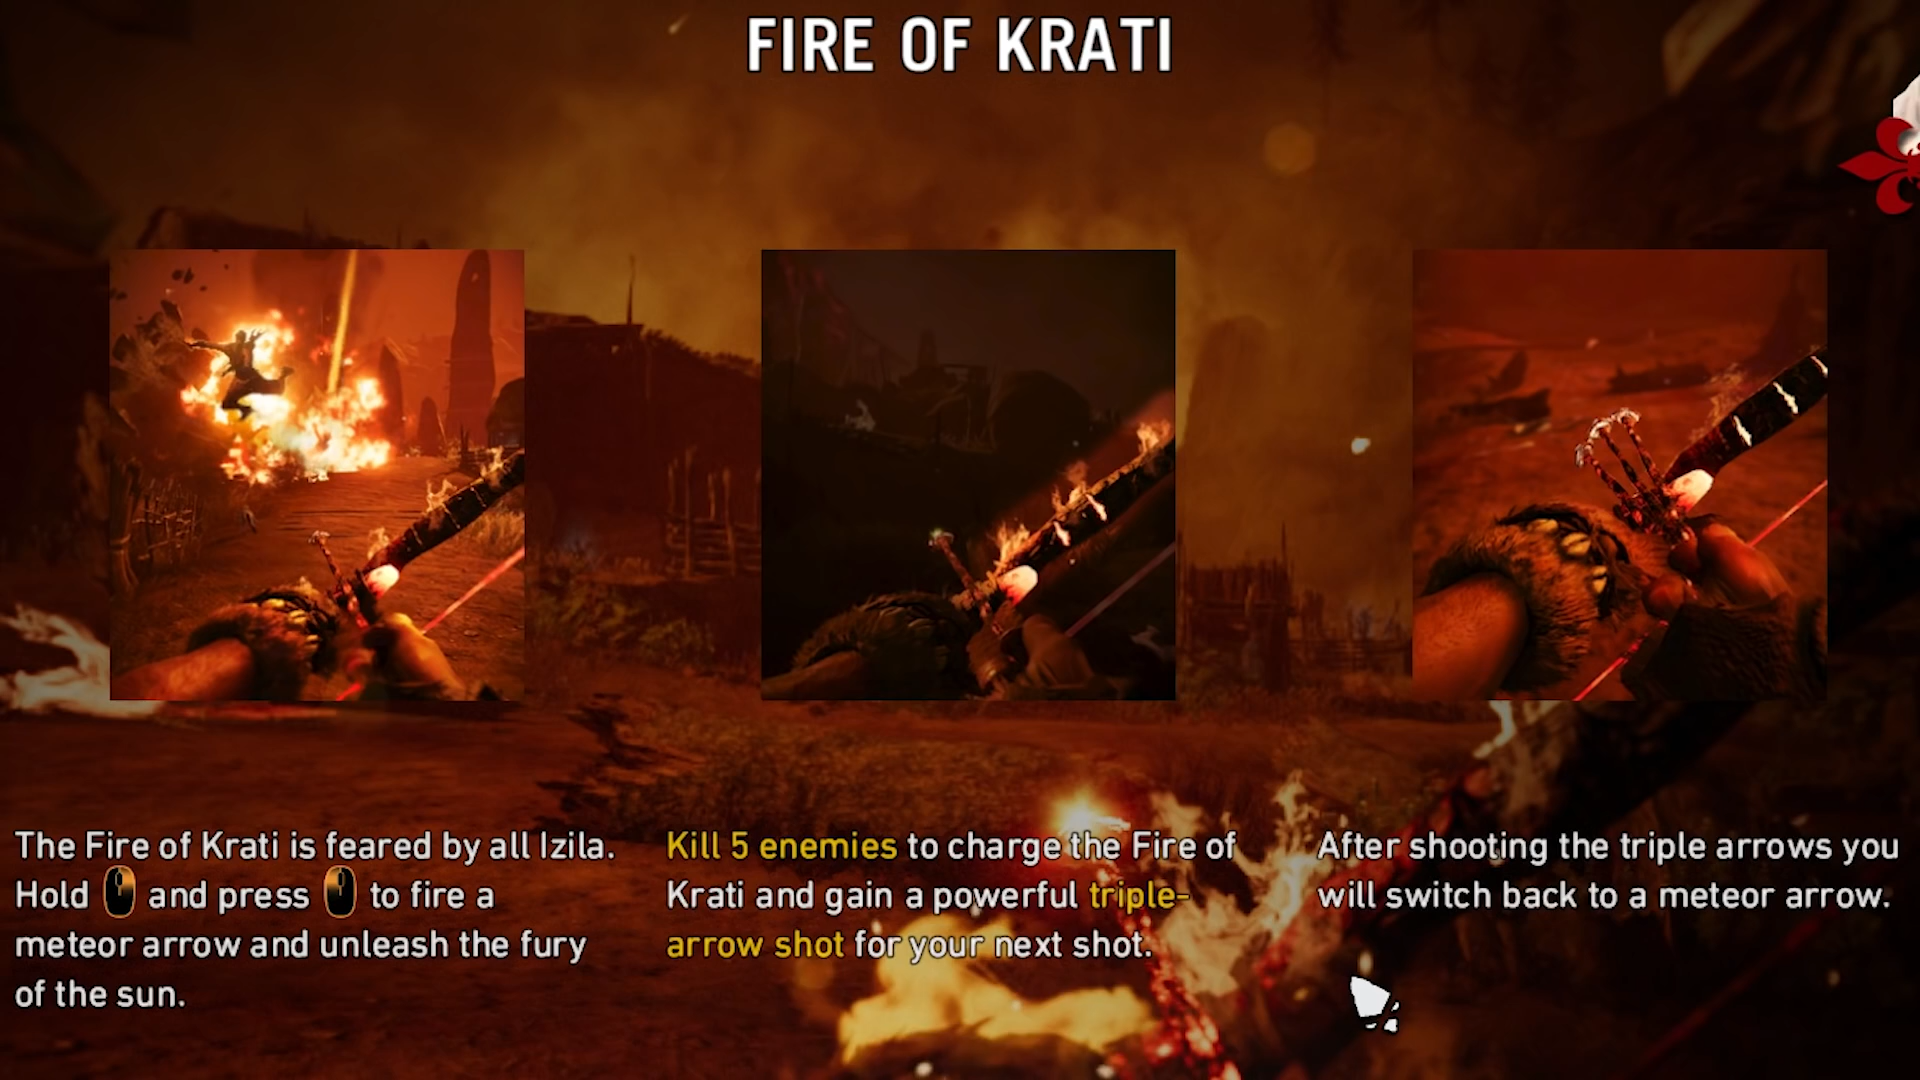 FIRE OF KRATI
The Fire of Krati is feared by all Izila.
Hold and press to fire a
meteor arrow and unleash the fury
of the sun.
Kill 5 enemies to charge the Fire of
Krati and gain a powerful triple-
arrow shot for your next shot.
After shooting the triple arrows you
will switch back to a meteor arrow.